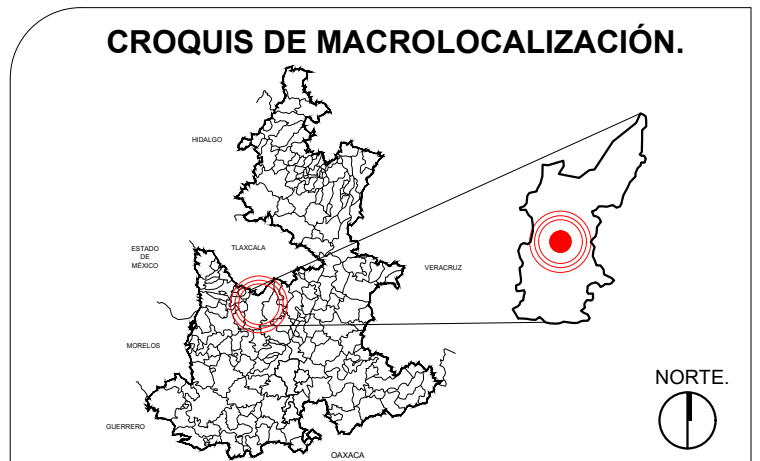 CROQUIS DE MACROLOCALIZACIÓN.
HIDALGO
ESTADO
DE
MÉXICO
TLAXCALA
VERACRUZ
MORELOS
NORTE.
GUERRERO
OAXACA